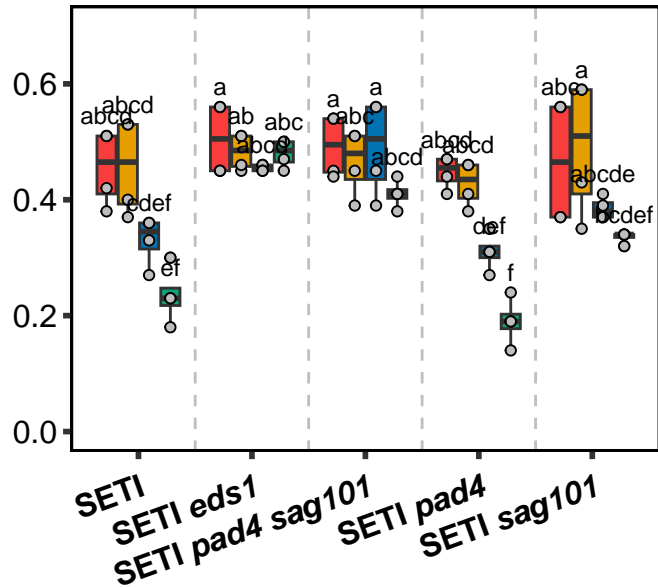 0.6
0.4
0.2
0.0
abcd
abcd
cdef
ef
a
ab
abcd
abc
a
abc
a
abcd
abcd
abcd
def
f
abc
a
abcde
bcdef
SETI
SETI eds1
SETI pad4 sag101
SETI pad4
SETI sag101